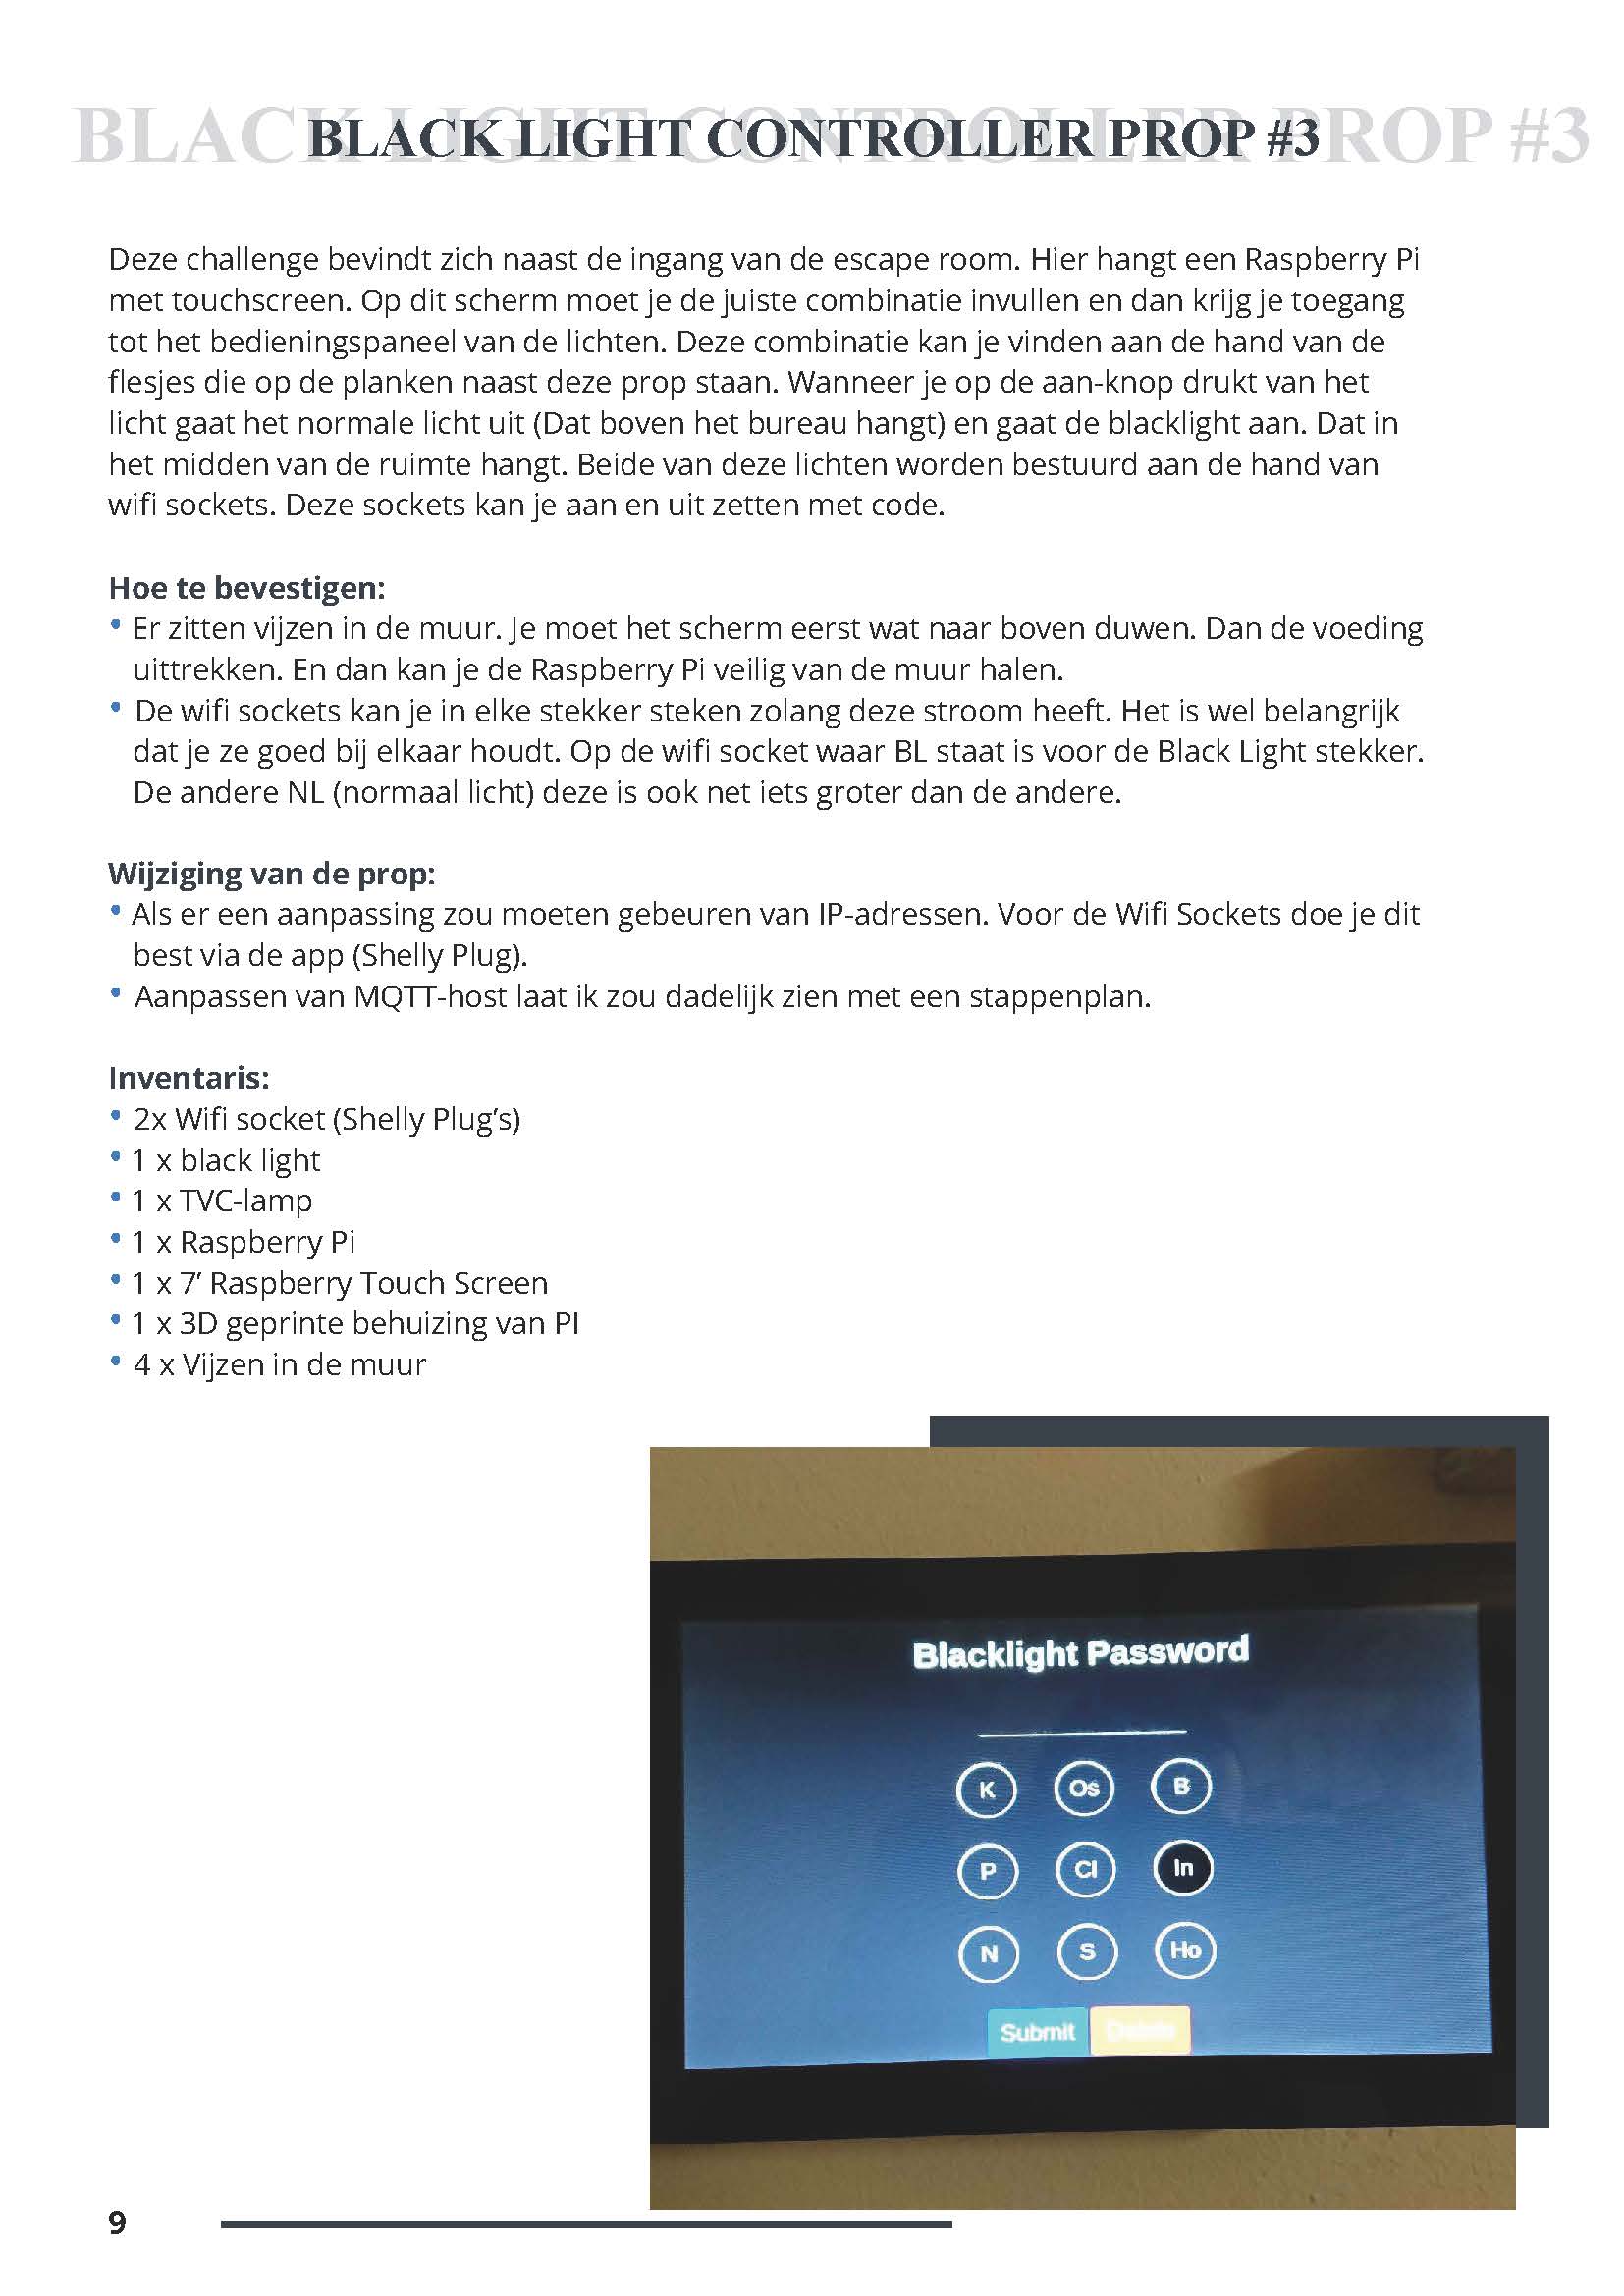 BLACK LIGHT CONTROLLER PROP #3
BLACK LIGHT CONTROLLER PROP #3
Deze challenge bevindt zich naast de ingang van de escape room. Hier hangt een Raspberry Pi
met touchscreen. Op dit scherm moet je de juiste combinatie invullen en dan krijg je toegang
tot het bedieningspaneel van de lichten. Deze combinatie kan je vinden aan de hand van de
flesjes die op de planken naast deze prop staan. Wanneer je op de aan-knop drukt van het
licht gaat het normale licht uit (Dat boven het bureau hangt) en gaat de blacklight aan. Dat in
het midden van de ruimte hangt. Beide van deze lichten worden bestuurd aan de hand van
wifi sockets. Deze sockets kan je aan en uit zetten met code.
Hoe te bevestigen:
• Er zitten vijzen in de muur. Je moet het scherm eerst wat naar boven duwen. Dan de voeding
uittrekken. En dan kan je de Raspberry Pi veilig van de muur halen.
• De wifi sockets kan je in elke stekker steken zolang deze stroom heeft. Het is wel belangrijk
dat je ze goed bij elkaar houdt. Op de wifi socket waar BL staat is voor de Black Light stekker.
De andere NL (normaal licht) deze is ook net iets groter dan de andere.
Wijziging van de prop:
• Als er een aanpassing zou moeten gebeuren van IP-adressen. Voor de Wifi Sockets doe je dit
best via de app (Shelly Plug).
• Aanpassen van MQTT-host laat ik zou dadelijk zien met een stappenplan.
Inventaris:
• 2x Wifi socket (Shelly Plug’s)
• 1 x black light
• 1 x TVC-lamp
• 1 x Raspberry Pi
• 1 x 7’ Raspberry Touch Screen
• 1 x 3D geprinte behuizing van PI
• 4 x Vijzen in de muur
Blacklight Password
K Os B
P Cl In
N S Ho
Submit
9